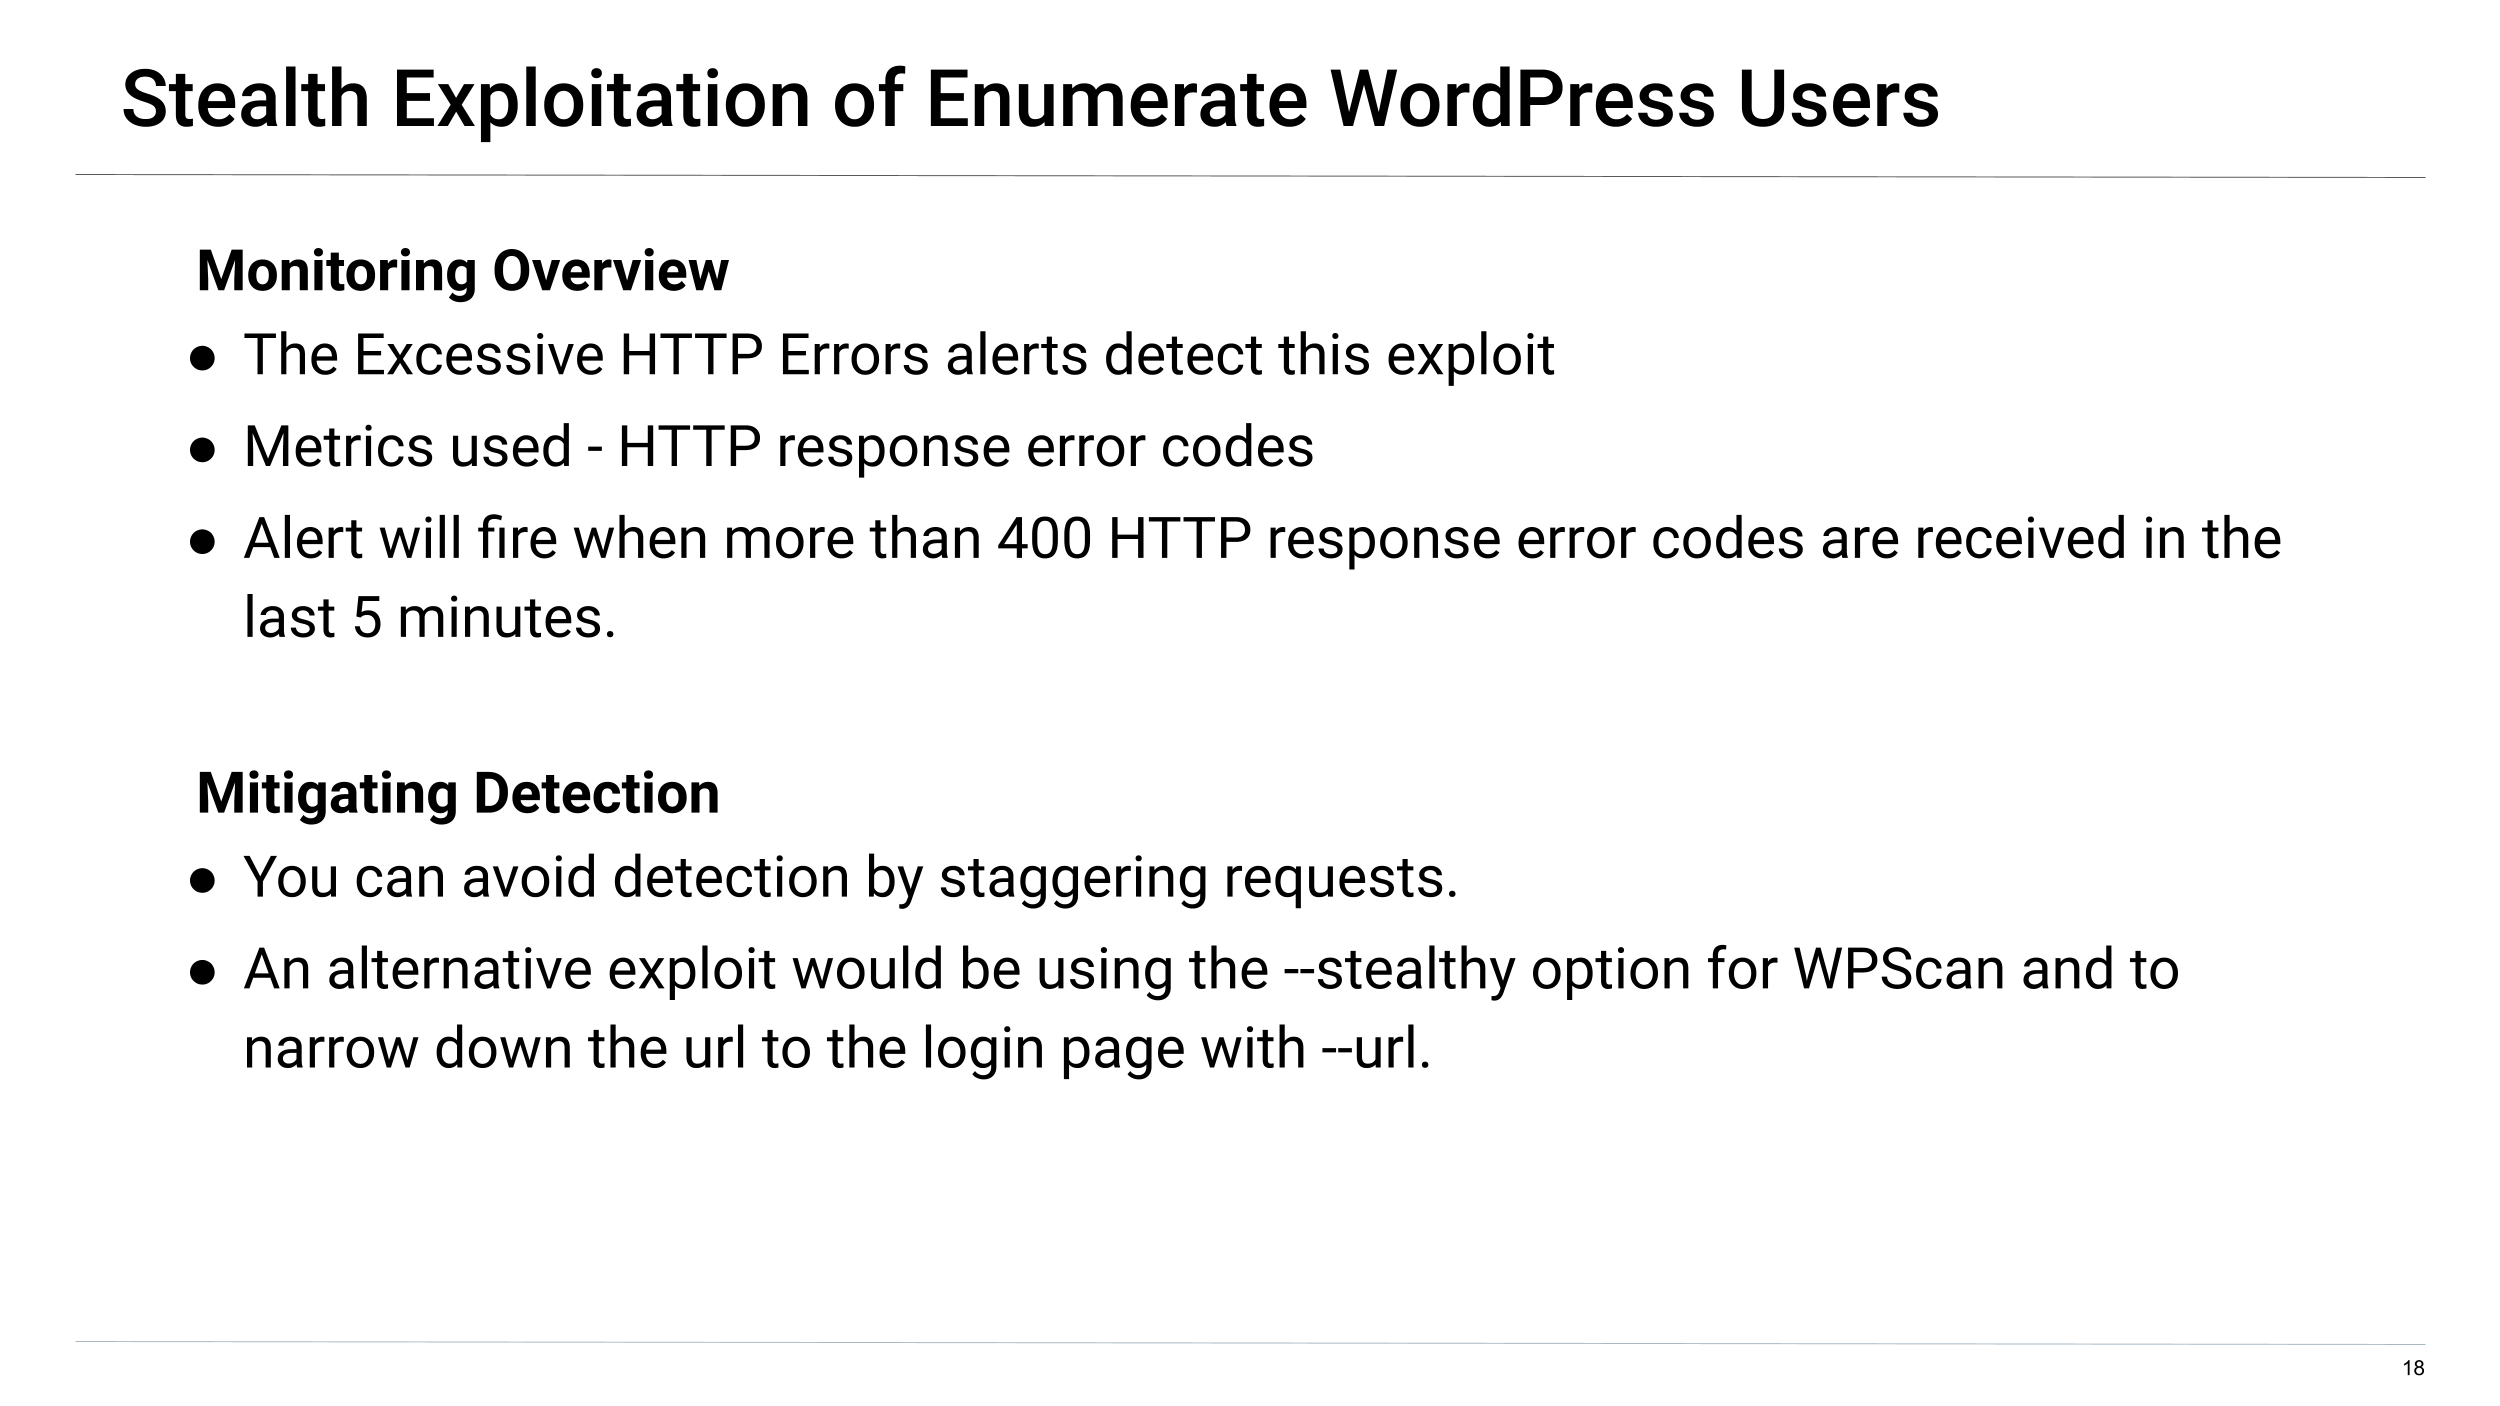 Stealth Exploitation of Enumerate WordPress Users
Monitoring Overview
● The Excessive HTTP Errors alerts detect this exploit
● Metrices used - HTTP response error codes
● Alert will fire when more than 400 HTTP response error codes are received in the
last 5 minutes.
Mitigating Detection
● You can avoid detection by staggering requests.
● An alternative exploit would be using the --stealthy option for WPScan and to
narrow down the url to the login page with --url.
18